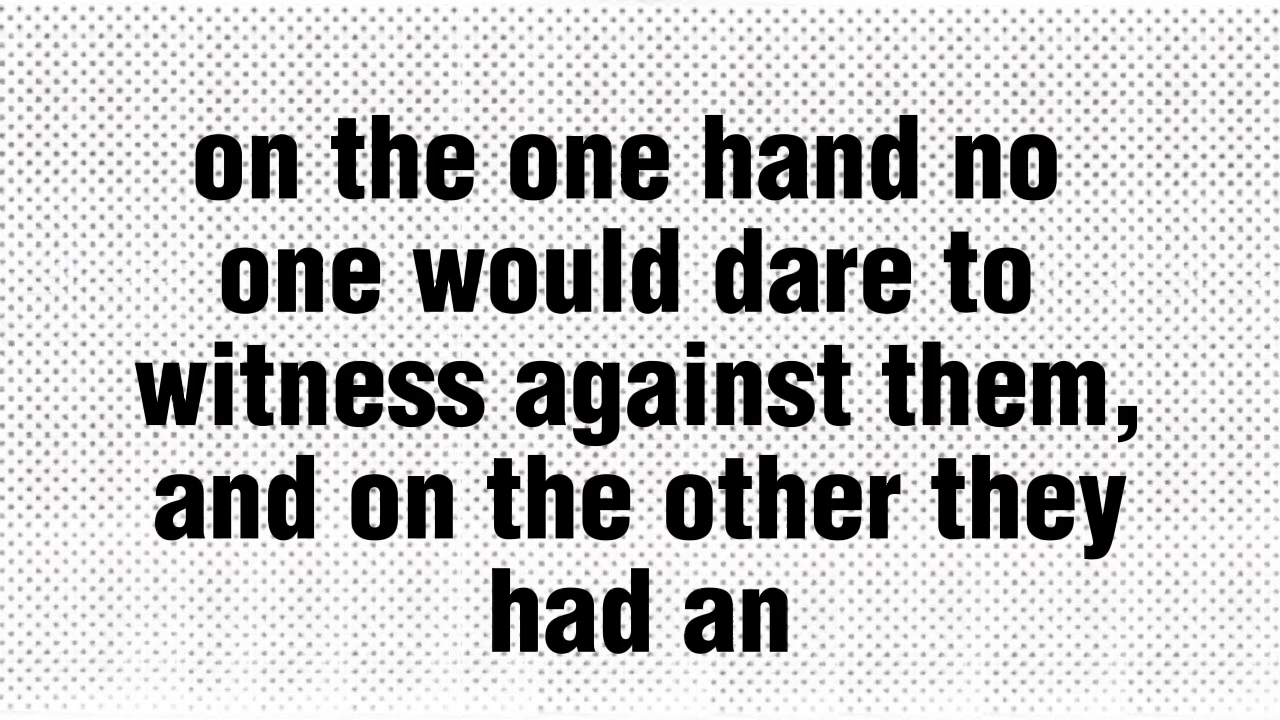 on the one hand no
one would dare to
witness against them,
and on the other they
had an